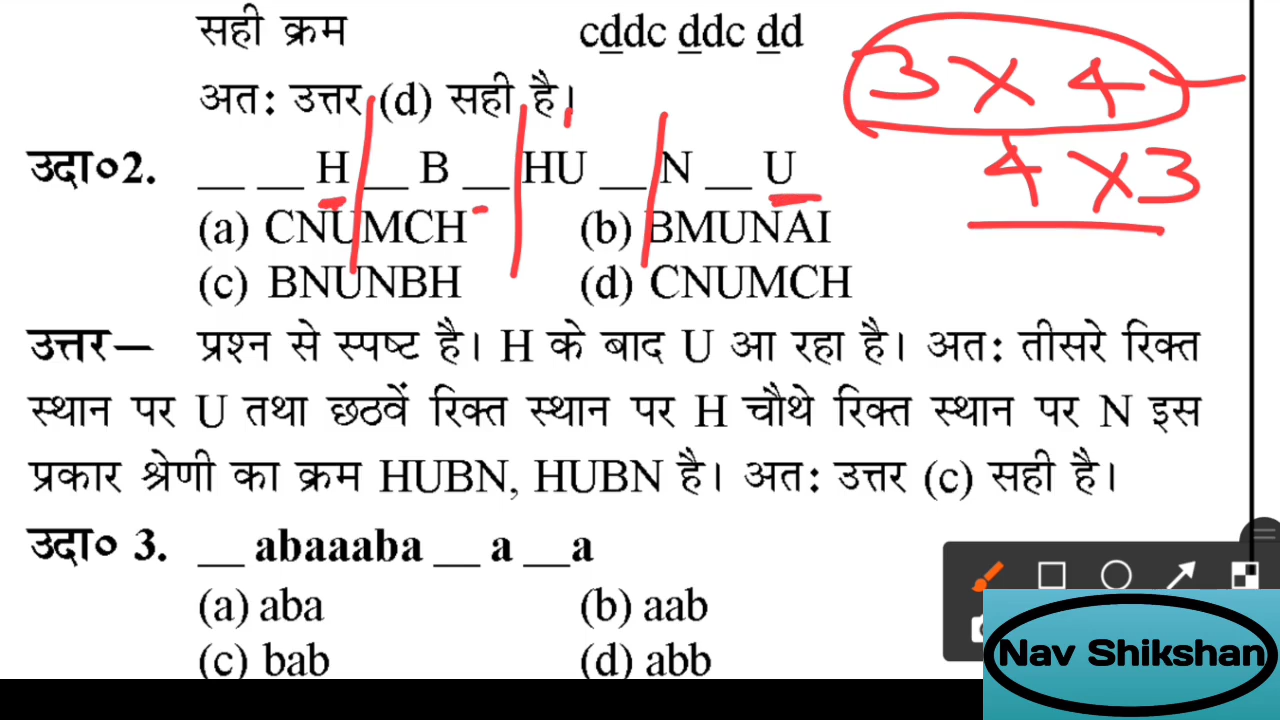 सही क्रम cddc ddc dd
अतः उत्तर (d) सही है।
3 X 4
4 X 3
उदा०2. __ __ H __ B __ HU __ N __ U
(a) CNUMCH (b) BMUNAI
(c) BNUNBH (d) CNUMCH
उत्तर— प्रश्न से स्पष्ट है। H के बाद U आ रहा है। अतः तीसरे रिक्त
स्थान पर U तथा छठवें रिक्त स्थान पर H चौथे रिक्त स्थान पर N इस
प्रकार श्रेणी का क्रम HUBN, HUBN है। अतः उत्तर (c) सही है।
उदा० 3. __ abaaaba __ a __a
(a) aba (b) aab
(c) bab (d) abb
Nav Shikshan